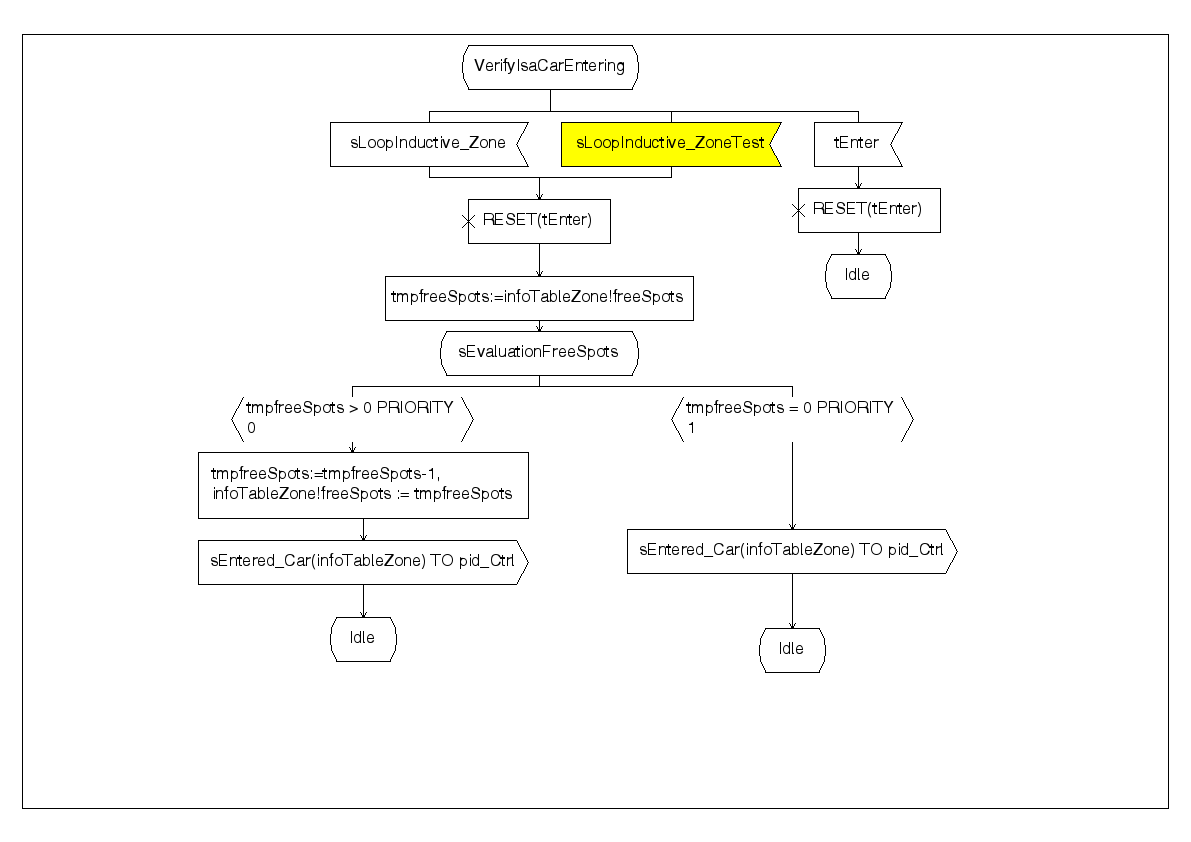 VerifyIsaCarEntering
sLoopInductive_Zone
sLoopInductive_ZoneTest
tEnter
RESET(tEnter)
RESET(tEnter)
Idle
tmpfreeSpots:=infoTableZone!freeSpots
sEvaluationFreeSpots
tmpfreeSpots > 0 PRIORITY
0
tmpfreeSpots = 0 PRIORITY
1
tmpfreeSpots:=tmpfreeSpots-1,
infoTableZone!freeSpots := tmpfreeSpots
sEntered_Car(infoTableZone) TO pid_Ctrl
sEntered_Car(infoTableZone) TO pid_Ctrl
Idle
Idle